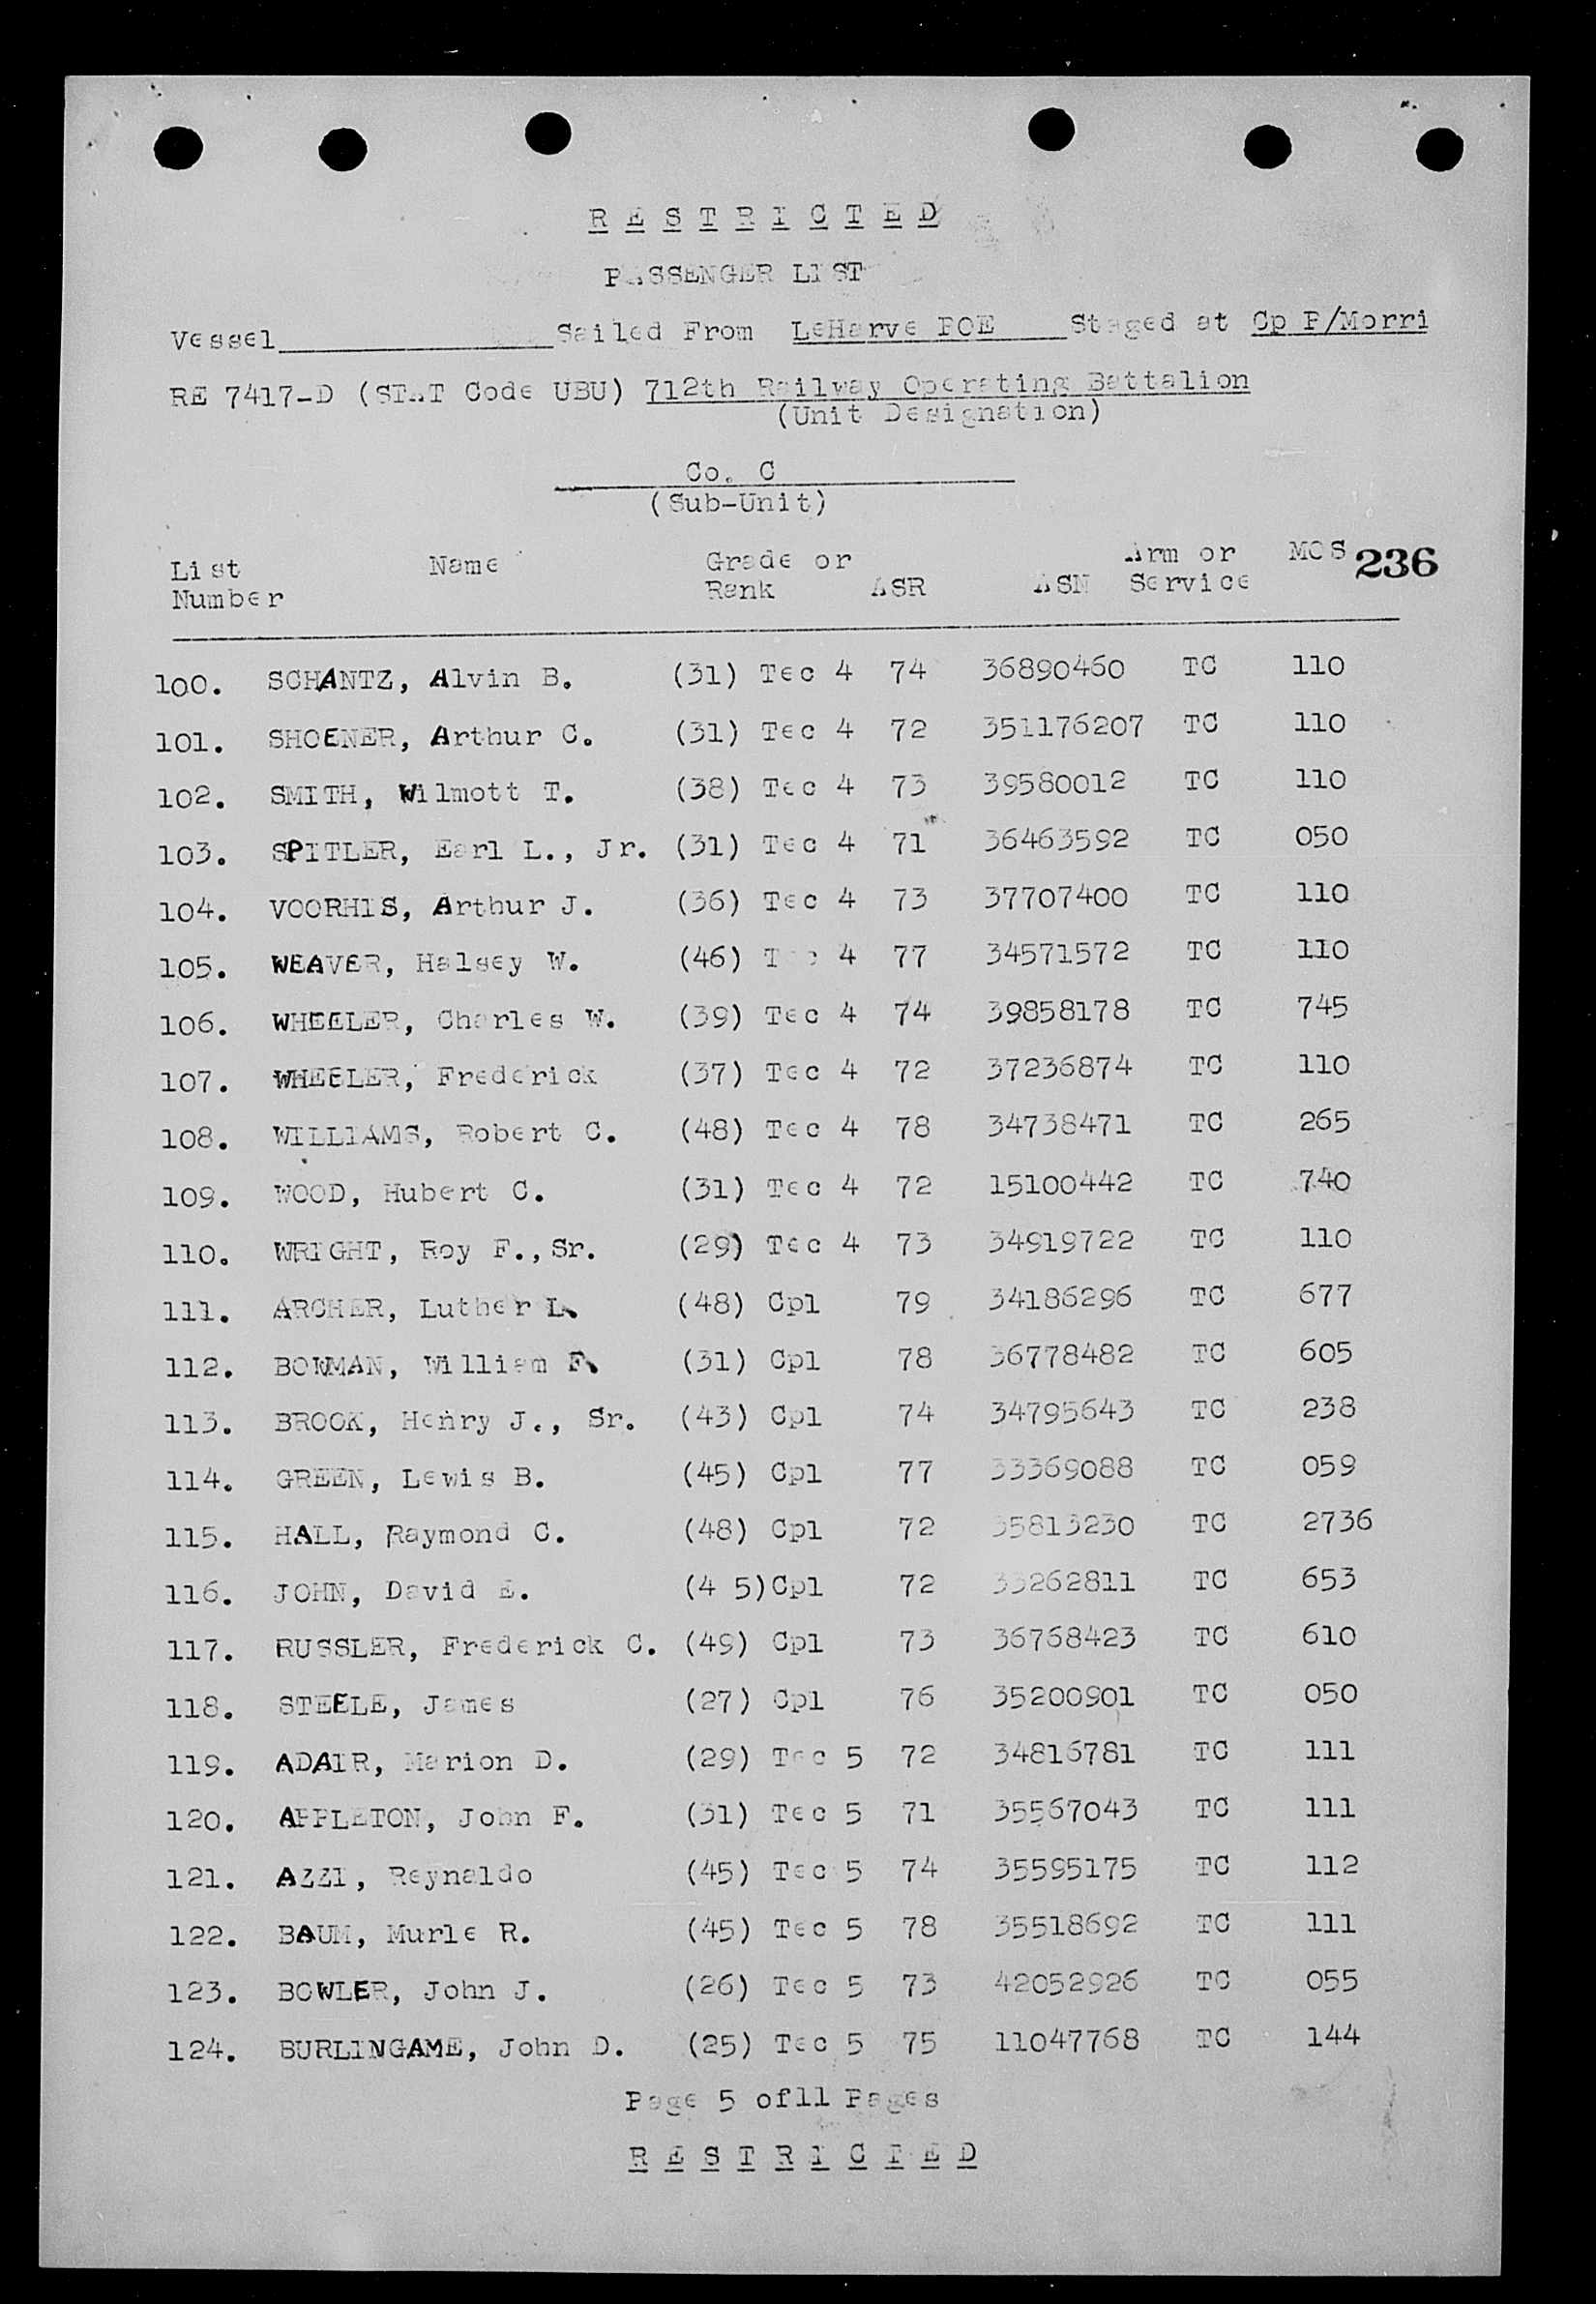 R E S T R I C T E D
PASSENGER LIST
Vessel Sailed From LeHarve POE Staged at Cp P/Morri
RE 7417-D (STAT Code UBU) 712th Railway Operating Battalion
(Unit Designation)
Co. C
(Sub-Unit)
List Number Name Grade or Rank ASR ASN Arm or Service MOS 236
100. SCHANTZ, Alvin B. (31) Tec 4 74 36890460 TC 110
101. SHOENER, Arthur C. (31) Tec 4 72 351176207 TC 110
102. SMITH, Wilmott T. (38) Tec 4 73 39580012 TC 110
103. SPITLER, Earl L., Jr. (31) Tec 4 71 36463592 TC 050
104. VOORHIS, Arthur J. (36) Tec 4 73 37707400 TC 110
105. WEAVER, Halsey W. (46) Tec 4 77 34571572 TC 110
106. WHEELER, Charles W. (39) Tec 4 74 39858178 TC 745
107. WHEELER, Frederick (37) Tec 4 72 37236874 TC 110
108. WILLIAMS, Robert C. (48) Tec 4 78 34738471 TC 265
109. WOOD, Hubert C. (31) Tec 4 72 15100442 TC 740
110. WRIGHT, Roy F., Sr. (29) Tec 4 73 34919722 TC 110
111. ARCHER, Luther L. (48) Cpl 79 34186296 TC 677
112. BOWMAN, William F. (31) Cpl 78 36778482 TC 605
113. BROOK, Henry J., Sr. (43) Cpl 74 34795643 TC 238
114. GREEN, Lewis B. (45) Cpl 77 33369088 TC 059
115. HALL, Raymond C. (48) Cpl 72 35813230 TC 2736
116. JOHN, David E. (4 5)Cpl 72 33262811 TC 653
117. RUSSLER, Frederick C. (49) Cpl 73 36768423 TC 610
118. STEELE, James (27) Cpl 76 35200901 TC 050
119. ADAIR, Marion D. (29) Tec 5 72 34816781 TC 111
120. APPLETON, John F. (31) Tec 5 71 35567043 TC 111
121. AZZI, Reynaldo (45) Tec 5 74 35595175 TC 112
122. BAUM, Murle R. (45) Tec 5 78 35518692 TC 111
123. BOWLER, John J. (26) Tec 5 73 42052926 TC 055
124. BURLINGAME, John D. (25) Tec 5 75 11047768 TC 144
Page 5 of11 Pages
R E S T R I C T E D